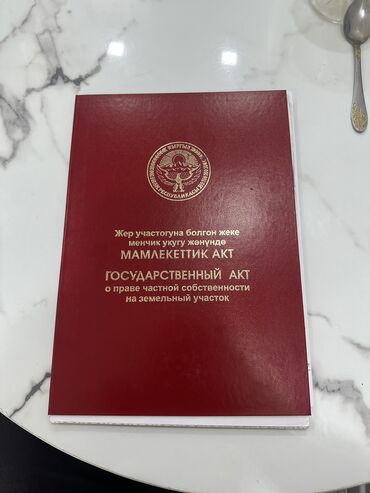 Жер участогуна болгон жеке
менчик укугу жөнүндө
МАМЛЕКЕТТИК АКТ
ГОСУДАРСТВЕННЫЙ АКТ
о праве частной собственности
на земельный участок